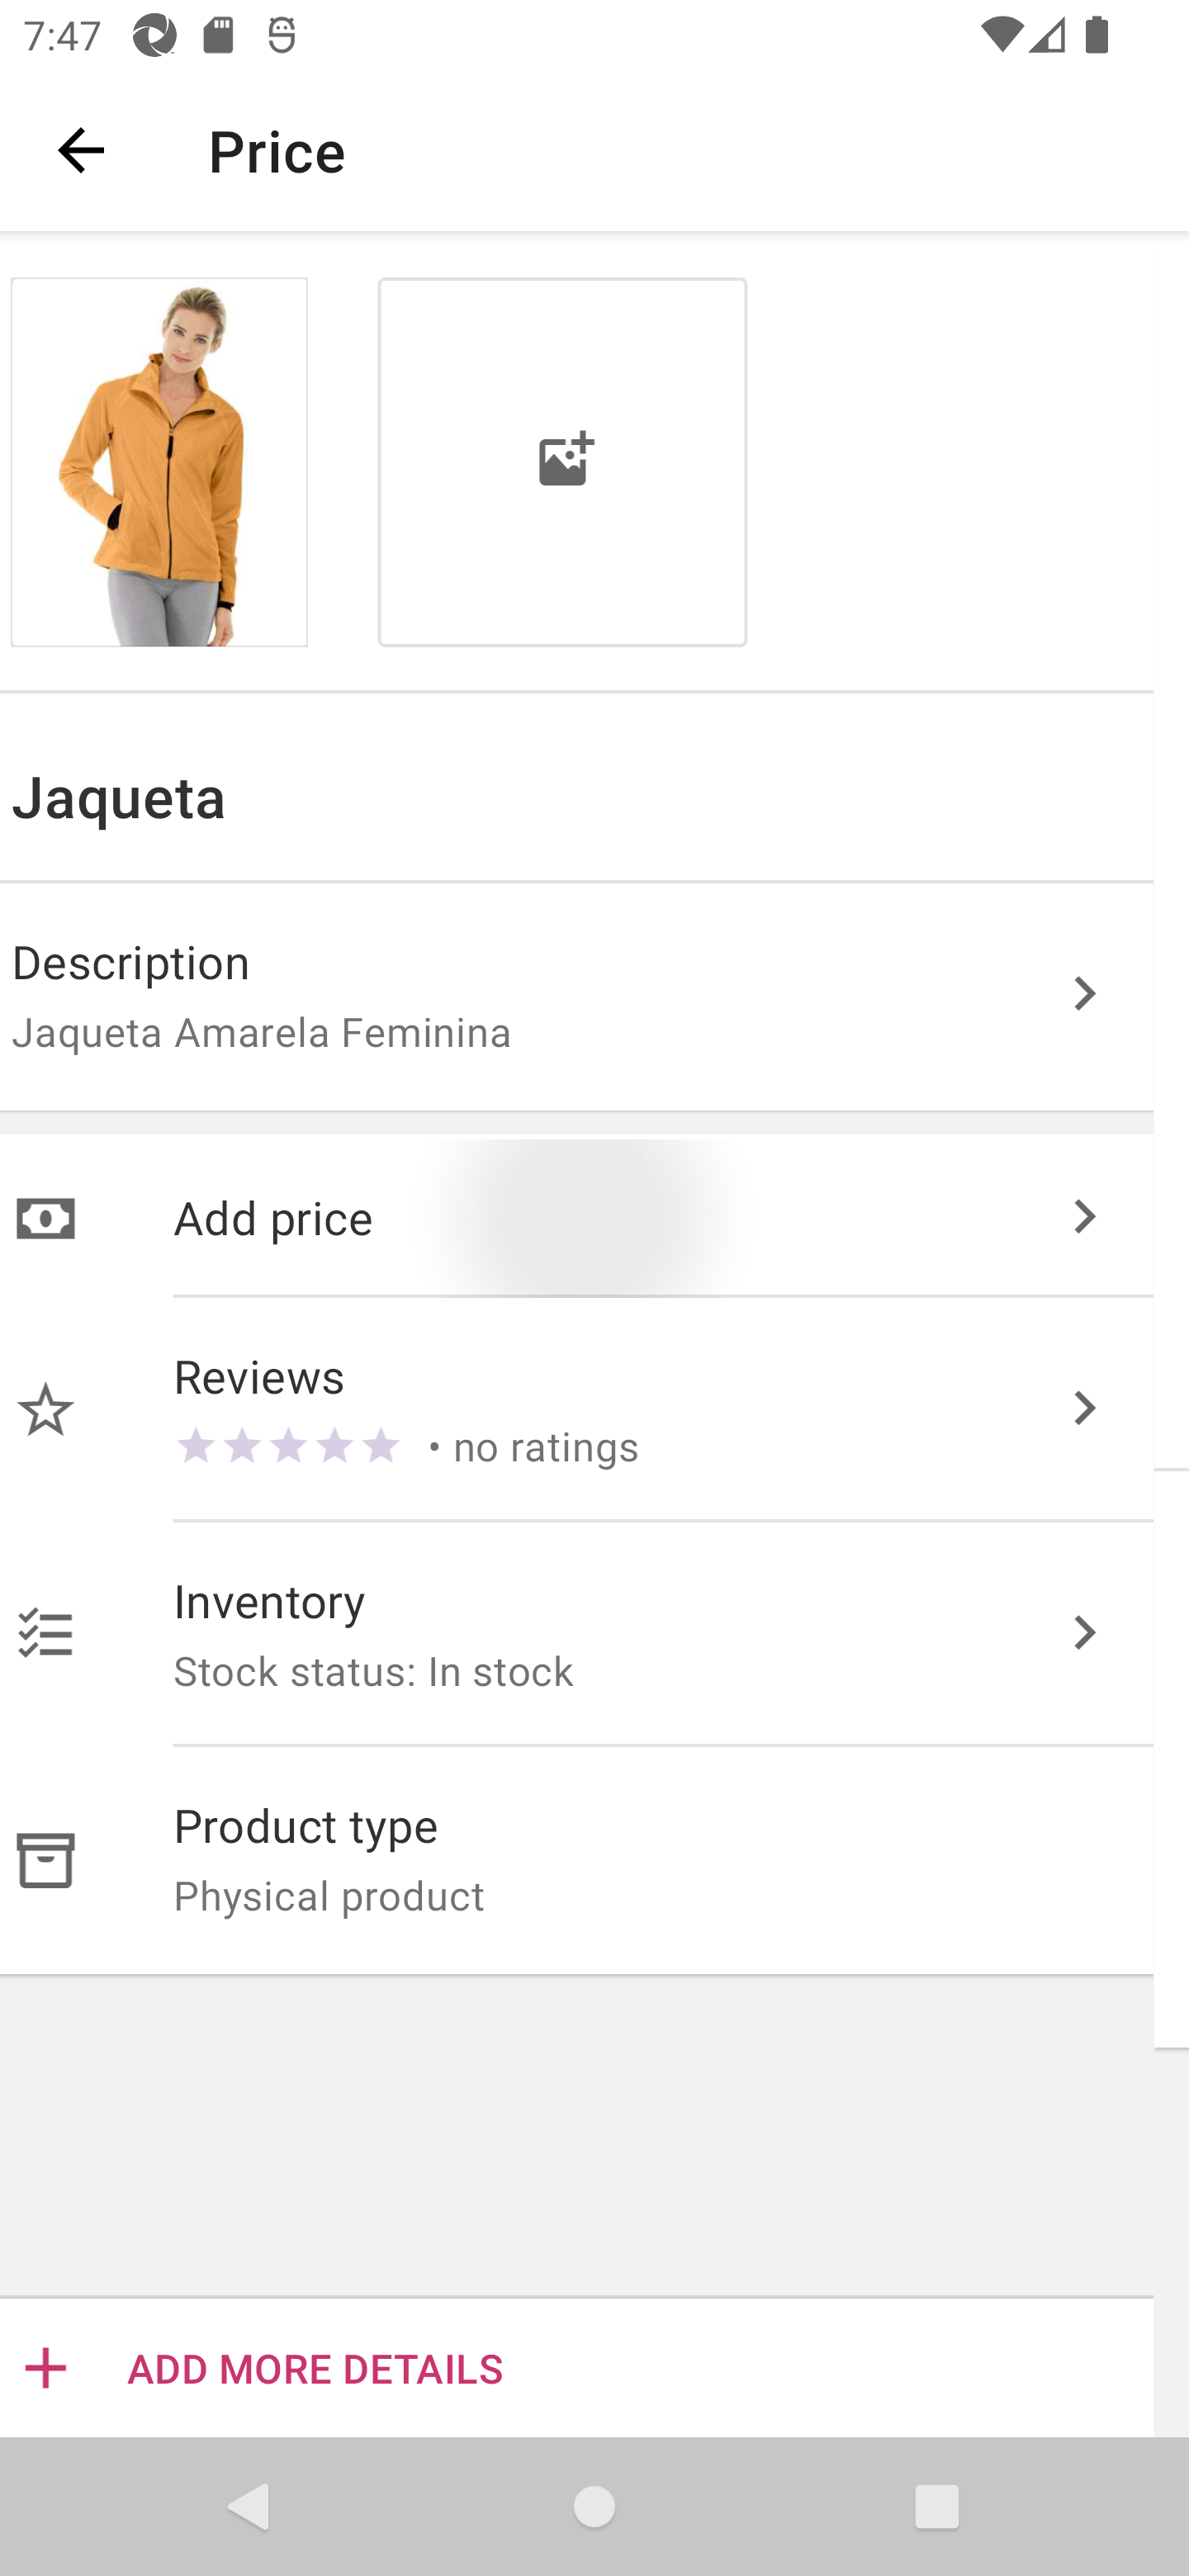 7:47
Price
Jaqueta
Description
Jaqueta Amarela Feminina
Add price
Reviews
• no ratings
Inventory
Stock status: In stock
Product type
Physical product
ADD MORE DETAILS